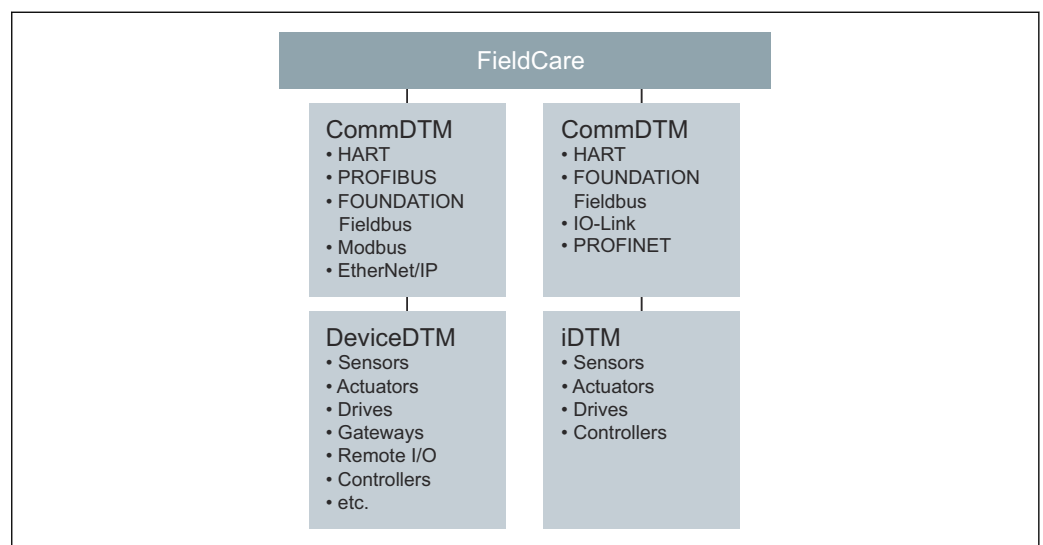 FieldCare
CommDTM
• HART
• PROFIBUS
• FOUNDATION
Fieldbus
• Modbus
• EtherNet/IP
CommDTM
• HART
• FOUNDATION
Fieldbus
• IO-Link
• PROFINET
DeviceDTM
• Sensors
• Actuators
• Drives
• Gateways
• Remote I/O
• Controllers
• etc.
iDTM
• Sensors
• Actuators
• Drives
• Controllers